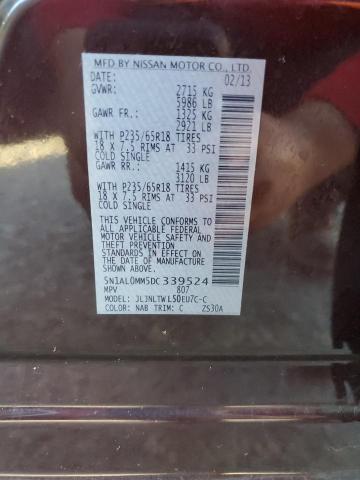 MFD BY NISSAN MOTOR CO., LTD.
DATE: 02/13
GVWR: 2715 KG
5986 LB
GAWR FR.: 1325 KG
2921 LB
WITH P235/65R18 TIRES
18 X 7.5 RIMS AT 33 PSI
COLD SINGLE
GAWR RR.: 1415 KG
3120 LB
WITH P235/65R18 TIRES
18 X 7.5 RIMS AT 33 PSI
COLD SINGLE
THIS VEHICLE CONFORMS TO
ALL APPLICABLE FEDERAL
MOTOR VEHICLE SAFETY
STANDARDS IN EFFECT ON THE
DATE OF MANUFACTURE
SHOWN ABOVE.
5N1AL0MM5DC339524
MPV 807
MODEL: JLJNLTWL50EU7C-C
COLOR: NAB TRIM: C ZS30A